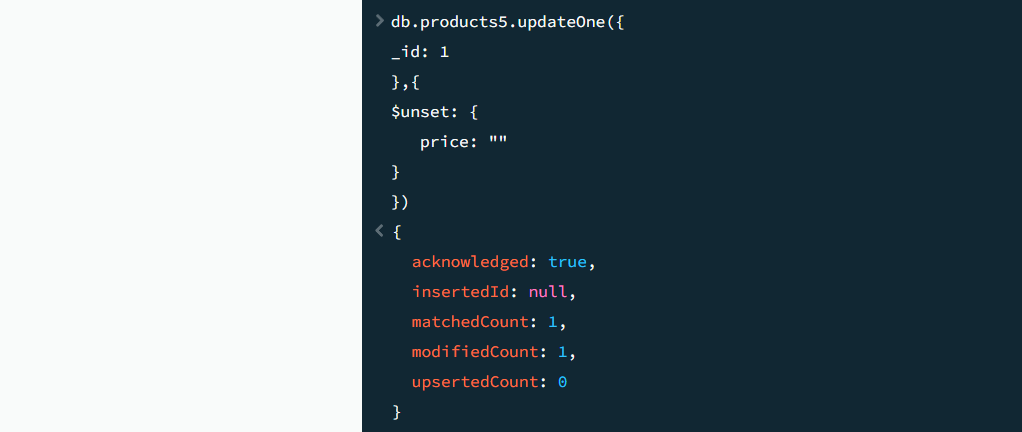 > db.products5.updateOne({
_id: 1
},{
$unset: {
   price: ""
}
})
< {
  acknowledged: true,
  insertedId: null,
  matchedCount: 1,
  modifiedCount: 1,
  upsertedCount: 0
}